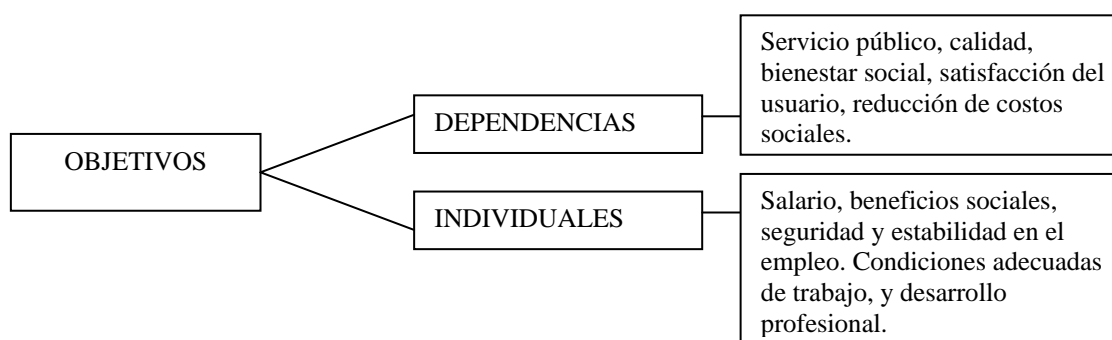 OBJETIVOS
DEPENDENCIAS
Servicio público, calidad,
bienestar social, satisfacción del
usuario, reducción de costos
sociales.
INDIVIDUALES
Salario, beneficios sociales,
seguridad y estabilidad en el
empleo. Condiciones adecuadas
de trabajo, y desarrollo
profesional.